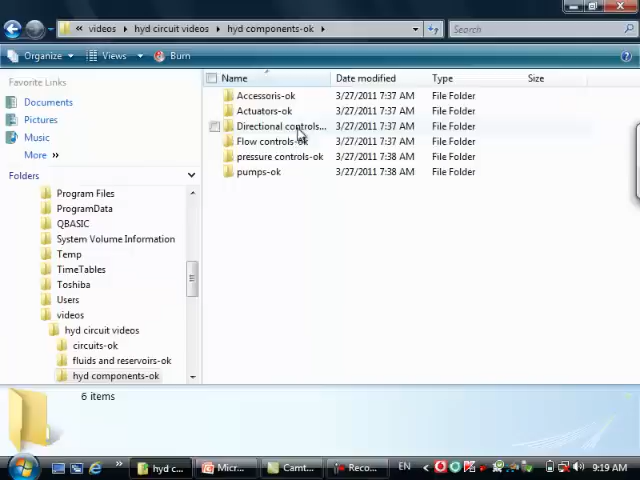 « videos ▸ hyd circuit videos ▸ hyd components-ok ▸
Search
Organize Views Burn
Favorite Links
Documents
Pictures
Music
More »
Folders
Program Files
ProgramData
QBASIC
System Volume Information
Temp
TimeTables
Toshiba
Users
videos
hyd circuit videos
circuits-ok
fluids and reservoirs-ok
hyd components-ok
Name Date modified Type Size
Accessoris-ok 3/27/2011 7:37 AM File Folder
Actuators-ok 3/27/2011 7:37 AM File Folder
Directional controls... 3/27/2011 7:37 AM File Folder
Flow controls-ok 3/27/2011 7:37 AM File Folder
pressure controls-ok 3/27/2011 7:38 AM File Folder
pumps-ok 3/27/2011 7:38 AM File Folder
6 items
hyd c... Micr... Camt... Reco... EN 9:19 AM